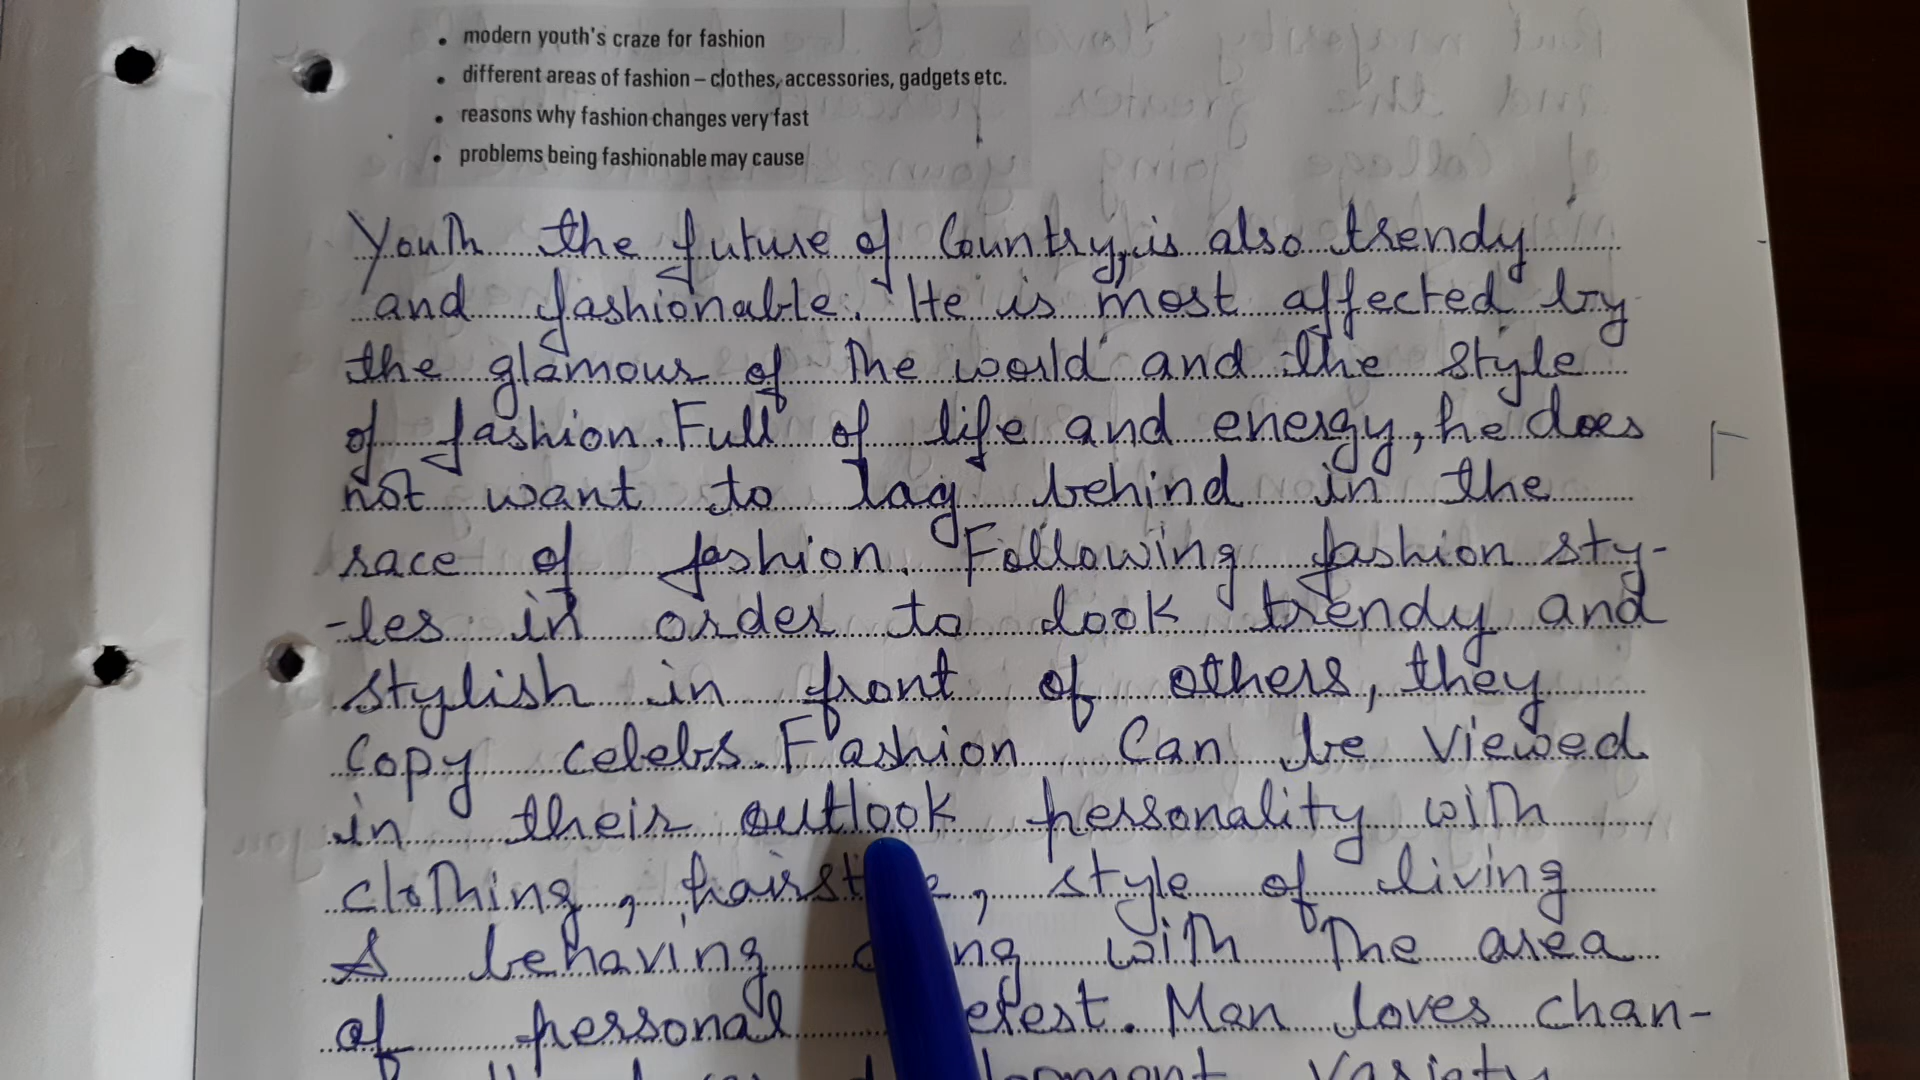 • modern youth's craze for fashion
• different areas of fashion – clothes, accessories, gadgets etc.
• reasons why fashion changes very fast
• problems being fashionable may cause
Youth the future of Country, is also trendy
and fashionable. He is most affected by
the glamour of the world and the style
of fashion. Full of life and energy, he does
not want to lag behind in the
race of fashion. Following fashion sty-
-les in order to look trendy and
stylish in front of others, they
Copy celebs. Fashion Can be Viewed
in their outlook personality with
clothing, style of living
& behaving with the area
of personal Man loves chan-
Variety